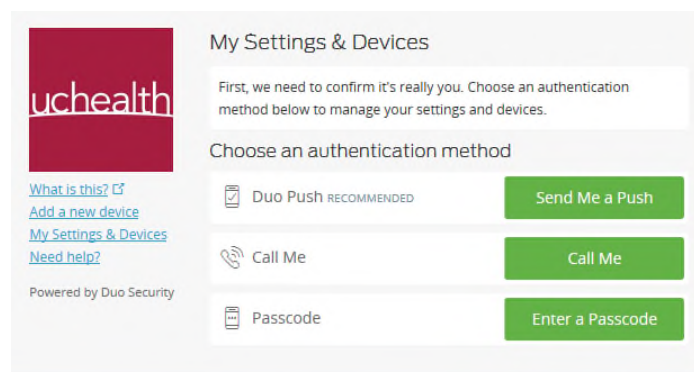 uchealth
What is this?
Add a new device
My Settings & Devices
Need help?
Powered by Duo Security
My Settings & Devices
First, we need to confirm it's really you. Choose an authentication
method below to manage your settings and devices.
Choose an authentication method
Duo Push RECOMMENDED
Send Me a Push
Call Me
Call Me
Passcode
Enter a Passcode